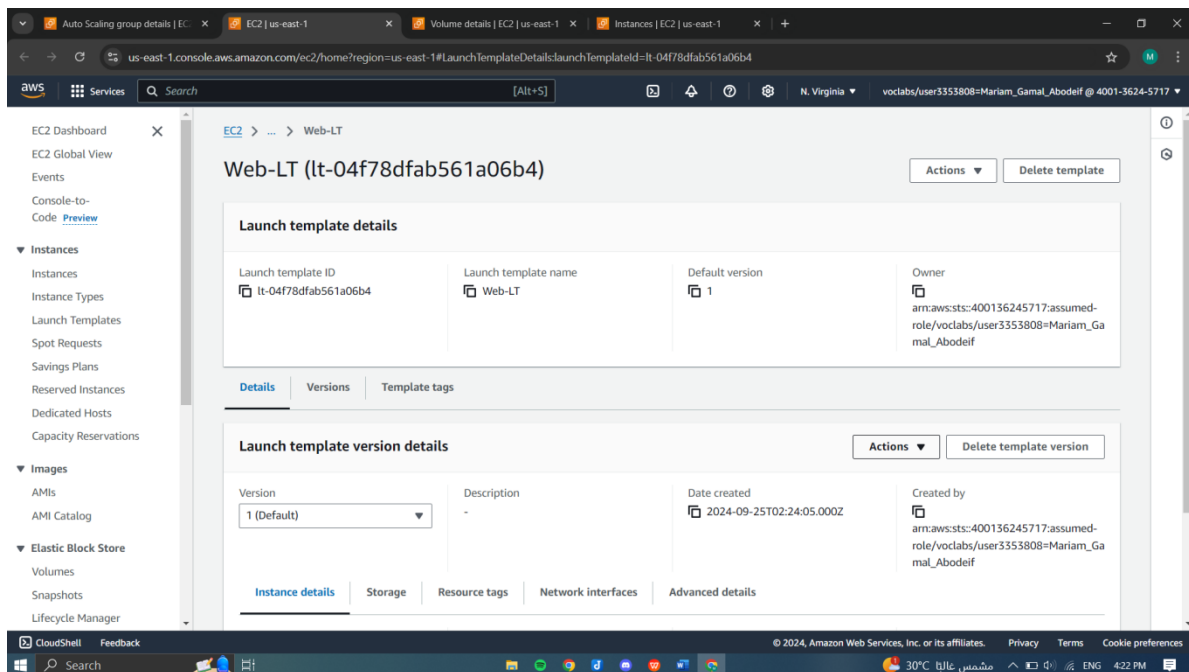 Auto Scaling group details | EC
EC2 | us-east-1
Volume details | EC2 | us-east-1
Instances | EC2 | us-east-1
us-east-1.console.aws.amazon.com/ec2/home?region=us-east-1#LaunchTemplateDetails:launchTemplateId=lt-04f78dfab561a06b4
M
aws
Services
Search
[Alt+S]
N. Virginia
voclabs/user3353808=Mariam_Gamal_Abodeif @ 4001-3624-5717
EC2 Dashboard
EC2 Global View
Events
Console-to-
Code Preview
Instances
Instances
Instance Types
Launch Templates
Spot Requests
Savings Plans
Reserved Instances
Dedicated Hosts
Capacity Reservations
Images
AMIs
AMI Catalog
Elastic Block Store
Volumes
Snapshots
Lifecycle Manager
EC2 > ... > Web-LT
Web-LT (lt-04f78dfab561a06b4)
Actions
Delete template
Launch template details
Launch template ID
lt-04f78dfab561a06b4
Launch template name
Web-LT
Default version
1
Owner
arn:aws:sts::400136245717:assumed-
role/voclabs/user3353808=Mariam_Ga
mal_Abodeif
Details
Versions
Template tags
Launch template version details
Actions
Delete template version
Version
1 (Default)
Description
-
Date created
2024-09-25T02:24:05.000Z
Created by
arn:aws:sts::400136245717:assumed-
role/voclabs/user3353808=Mariam_Ga
mal_Abodeif
Instance details
Storage
Resource tags
Network interfaces
Advanced details
CloudShell
Feedback
© 2024, Amazon Web Services, Inc. or its affiliates.
Privacy
Terms
Cookie preferences
Search
30°C مشمس غالبًا
ENG
4:22 PM